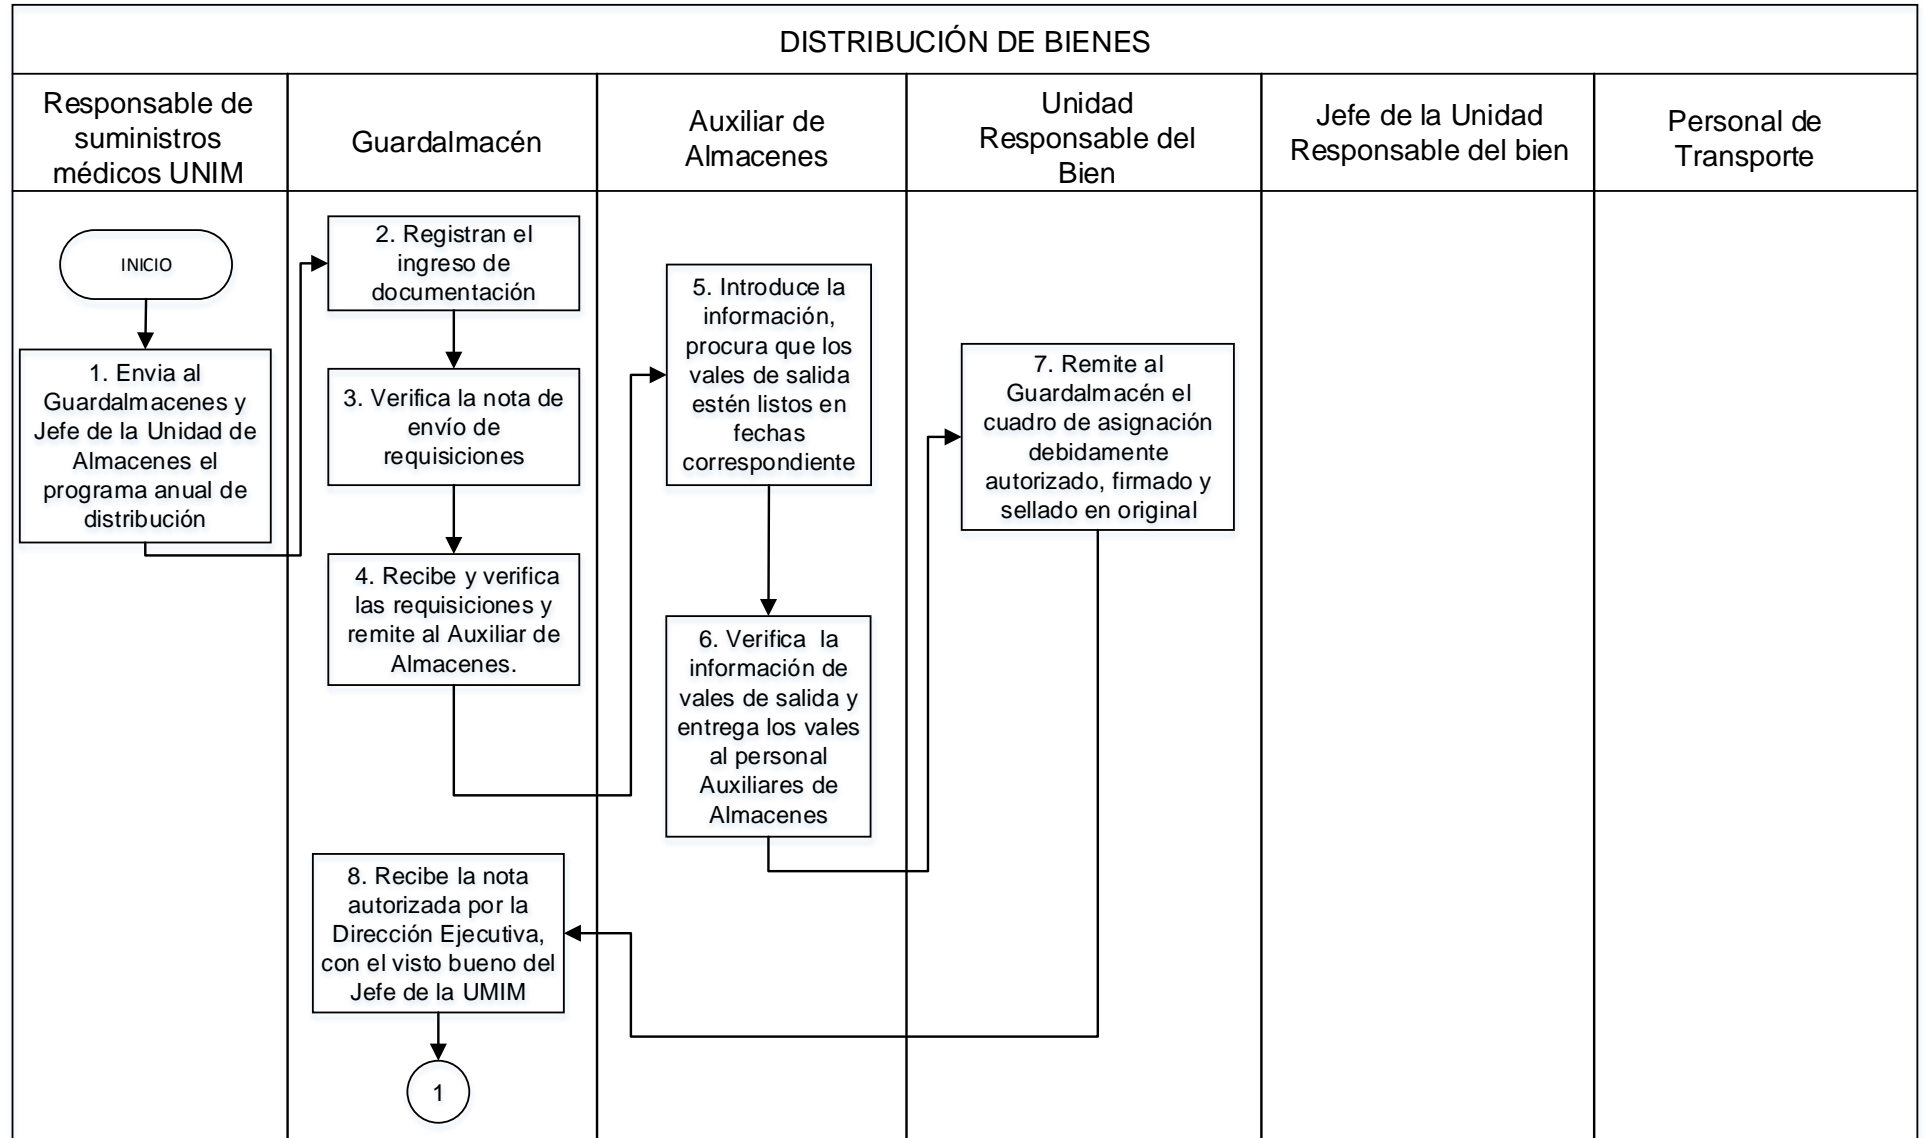 DISTRIBUCIÓN DE BIENES
Responsable de
suministros
médicos UNIM
Guardalmacén
Auxiliar de
Almacenes
Unidad
Responsable del
Bien
Jefe de la Unidad
Responsable del bien
Personal de
Transporte
INICIO
1. Envia al
Guardalmacenes y
Jefe de la Unidad de
Almacenes el
programa anual de
distribución
2. Registran el
ingreso de
documentación
3. Verifica la nota de
envío de
requisiciones
4. Recibe y verifica
las requisiciones y
remite al Auxiliar de
Almacenes.
5. Introduce la
información,
procura que los
vales de salida
estén listos en
fechas
correspondiente
6. Verifica  la
información de
vales de salida y
entrega los vales
al personal
Auxiliares de
Almacenes
7. Remite al
Guardalmacén el
cuadro de asignación
debidamente
autorizado, firmado y
sellado en original
8. Recibe la nota
autorizada por la
Dirección Ejecutiva,
con el visto bueno del
Jefe de la UMIM
1